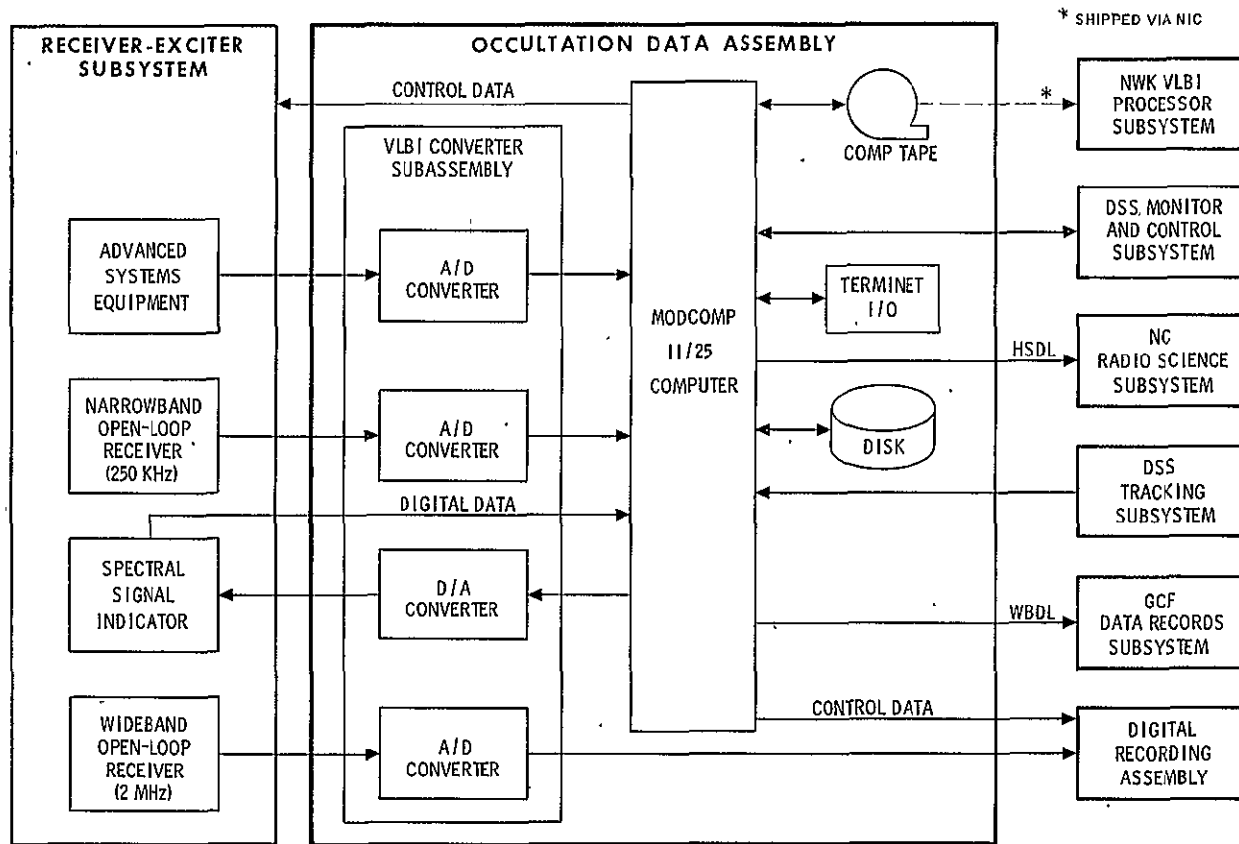 * SHIPPED VIA NIC
RECEIVER-EXCITER
SUBSYSTEM
OCCULTATION DATA ASSEMBLY
CONTROL DATA
VLBI CONVERTER
SUBASSEMBLY
ADVANCED
SYSTEMS
EQUIPMENT
A/D
CONVERTER
NARROWBAND
OPEN-LOOP
RECEIVER
(250 KHz)
A/D
CONVERTER
DIGITAL DATA
SPECTRAL
SIGNAL
INDICATOR
D/A
CONVERTER
WIDEBAND
OPEN-LOOP
RECEIVER
(2 MHz)
A/D
CONVERTER
MODCOMP
II/25
COMPUTER
COMP TAPE
*
TERMINET
I/O
HSDL
DISK
WBDL
CONTROL DATA
NWK VLBI
PROCESSOR
SUBSYSTEM
DSS MONITOR
AND CONTROL
SUBSYSTEM
NC
RADIO SCIENCE
SUBSYSTEM
DSS
TRACKING
SUBSYSTEM
GCF
DATA RECORDS
SUBSYSTEM
DIGITAL
RECORDING
ASSEMBLY